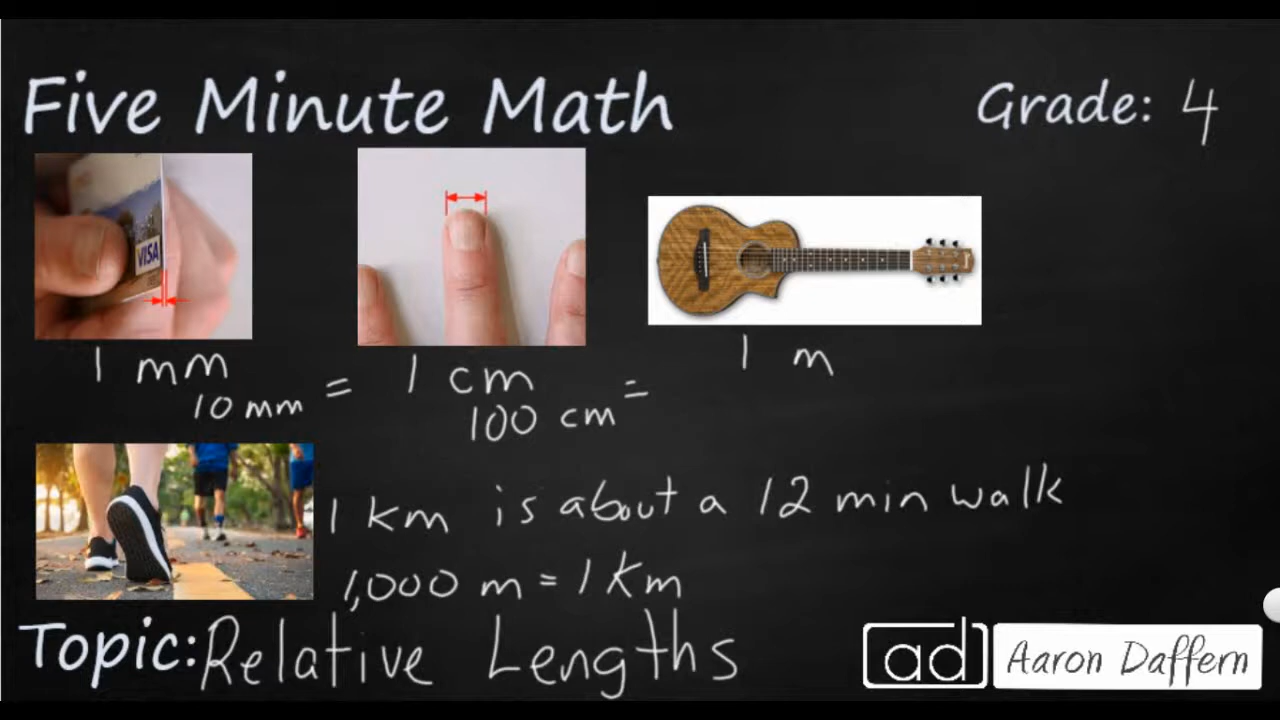 Five Minute Math
Grade: 4
VISA
1 mm
1 cm
1 m
10 mm =
100 cm =
1 km is about a 12 min walk
1,000 m = 1 km
Topic: Relative Lengths
ad Aaron Daffern